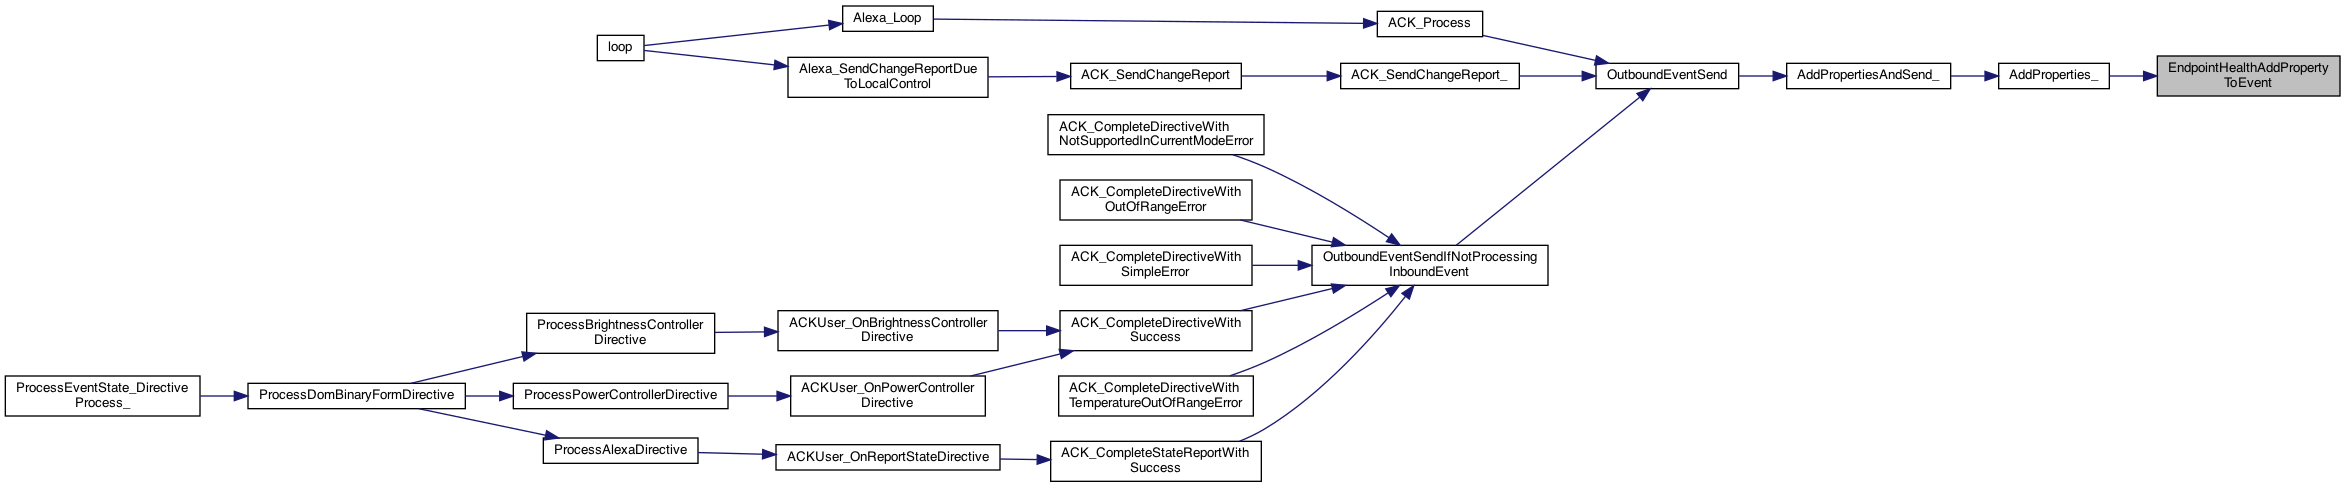 Alexa_Loop
ACK_Process
loop
Alexa_SendChangeReportDue
ToLocalControl
ACK_SendChangeReport
ACK_SendChangeReport_
OutboundEventSend
AddPropertiesAndSend_
AddProperties_
EndpointHealthAddProperty
ToEvent
ACK_CompleteDirectiveWith
NotSupportedInCurrentModeError
ACK_CompleteDirectiveWith
OutOfRangeError
ACK_CompleteDirectiveWith
SimpleError
OutboundEventSendIfNotProcessing
InboundEvent
ProcessBrightnessController
Directive
ACKUser_OnBrightnessController
Directive
ACK_CompleteDirectiveWith
Success
ProcessEventState_Directive
Process_
ProcessDomBinaryFormDirective
ProcessPowerControllerDirective
ACKUser_OnPowerController
Directive
ACK_CompleteDirectiveWith
TemperatureOutOfRangeError
ProcessAlexaDirective
ACKUser_OnReportStateDirective
ACK_CompleteStateReportWith
Success